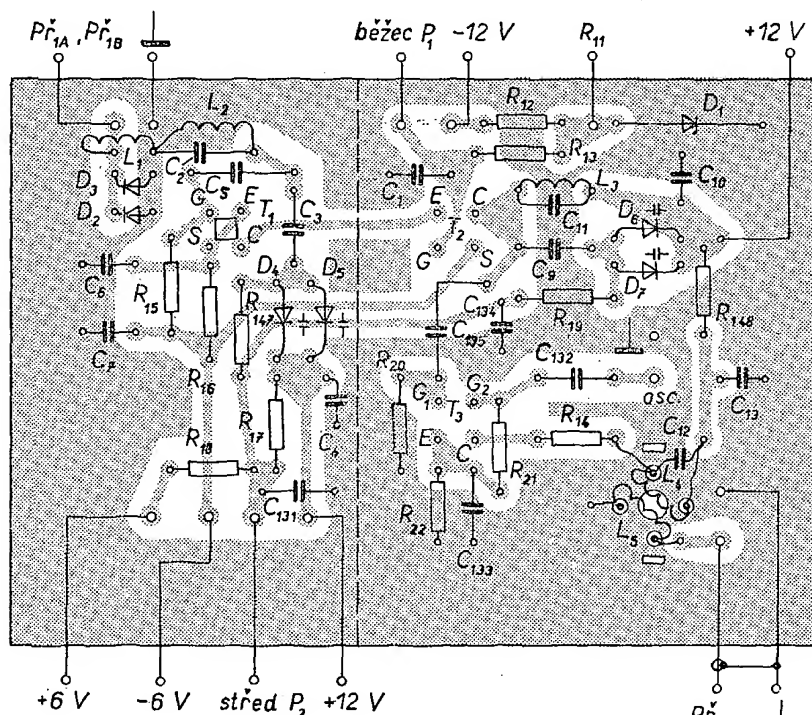 Př1A , Př1B běžec P1 -12 V R11 +12 V
L2 R12 D1
L1 C2 R13
D3 C5 C1 L3 C10
D2 G E T1 C3 E C C11 D6
S C T2
C6 D4 D5 G S C9 D7
R15 R147 C134 R19 R148
C7 C135
R16 R20 C132
G1 G2 osc. C13
R18 R17 C4 T3 R14 C12
E C L4
C131 R22 R21 L5
C133
+6 V -6 V střed P2 +12 V